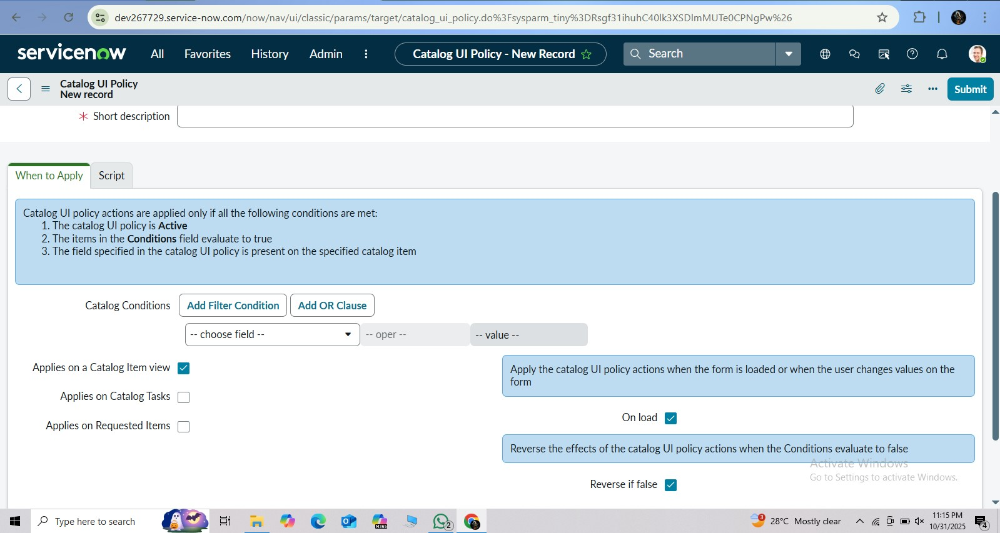 dev267729.service-now.com/now/nav/ui/classic/params/target/catalog_ui_policy.do%3Fsysparm_tiny%3DRsgf31ihuhC40lk3XSDlmMUTe0CPNgPw%26
servicenow All Favorites History Admin Catalog UI Policy - New Record Search
Catalog UI Policy
New record
Submit
* Short description
When to Apply Script
Catalog UI policy actions are applied only if all the following conditions are met:
1. The catalog UI policy is Active
2. The items in the Conditions field evaluate to true
3. The field specified in the catalog UI policy is present on the specified catalog item
Catalog Conditions Add Filter Condition Add OR Clause
-- choose field -- -- oper -- -- value --
Applies on a Catalog Item view
Apply the catalog UI policy actions when the form is loaded or when the user changes values on the
form
Applies on Catalog Tasks
On load
Applies on Requested Items
Reverse the effects of the catalog UI policy actions when the Conditions evaluate to false
Activate Windows
Go to Settings to activate Windows.
Reverse if false
Type here to search
M365
2
3
28°C Mostly clear
11:15 PM
10/31/2025
4